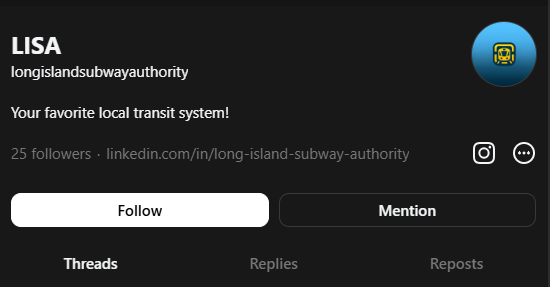 LISA
longislandsubwayauthority
Your favorite local transit system!
25 followers · linkedin.com/in/long-island-subway-authority
Follow Mention
Threads Replies Reposts